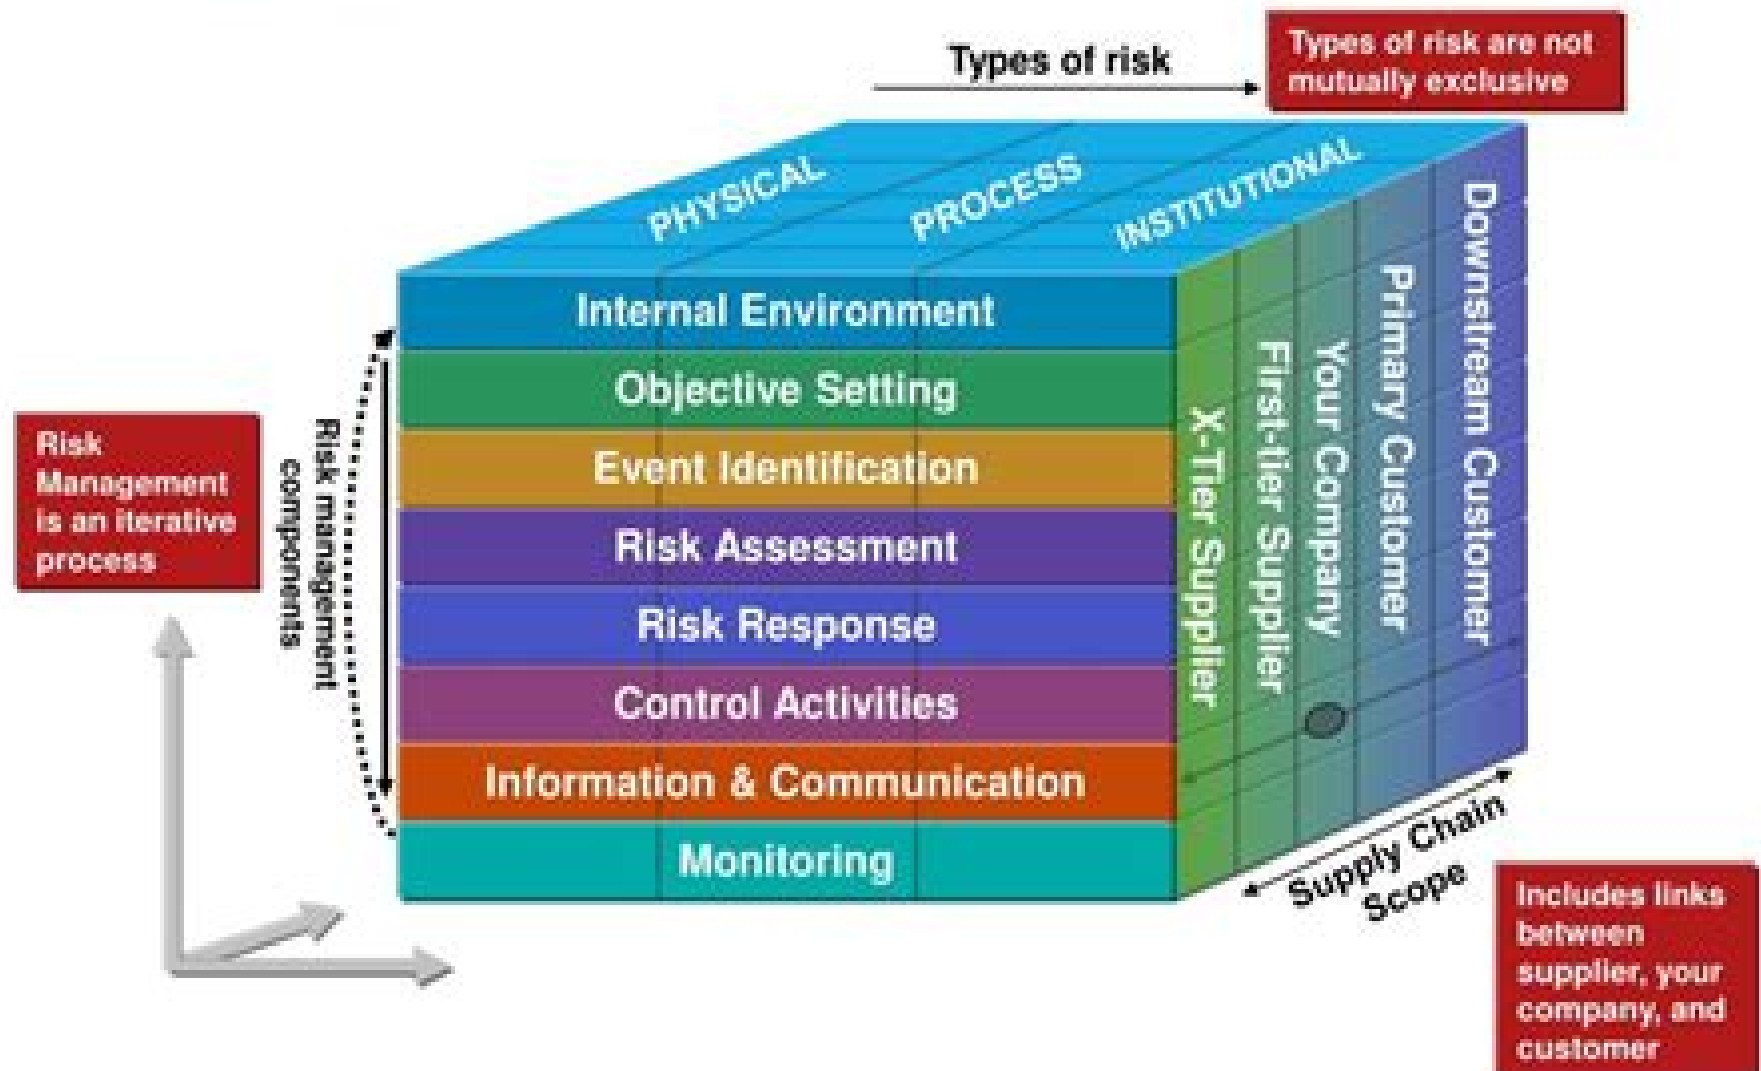 Types of risk
Types of risk are not
mutually exclusive
PHYSICAL
PROCESS
INSTITUTIONAL
Internal Environment
Objective Setting
Event Identification
Risk Assessment
Risk Response
Control Activities
Information & Communication
Monitoring
X-Tier Supplier
First-tier Supplier
Your Company
Primary Customer
Downstream Customer
Risk
Management
is an iterative
process
Risk management
components
Supply Chain
Scope
Includes links
between
supplier, your
company, and
customer